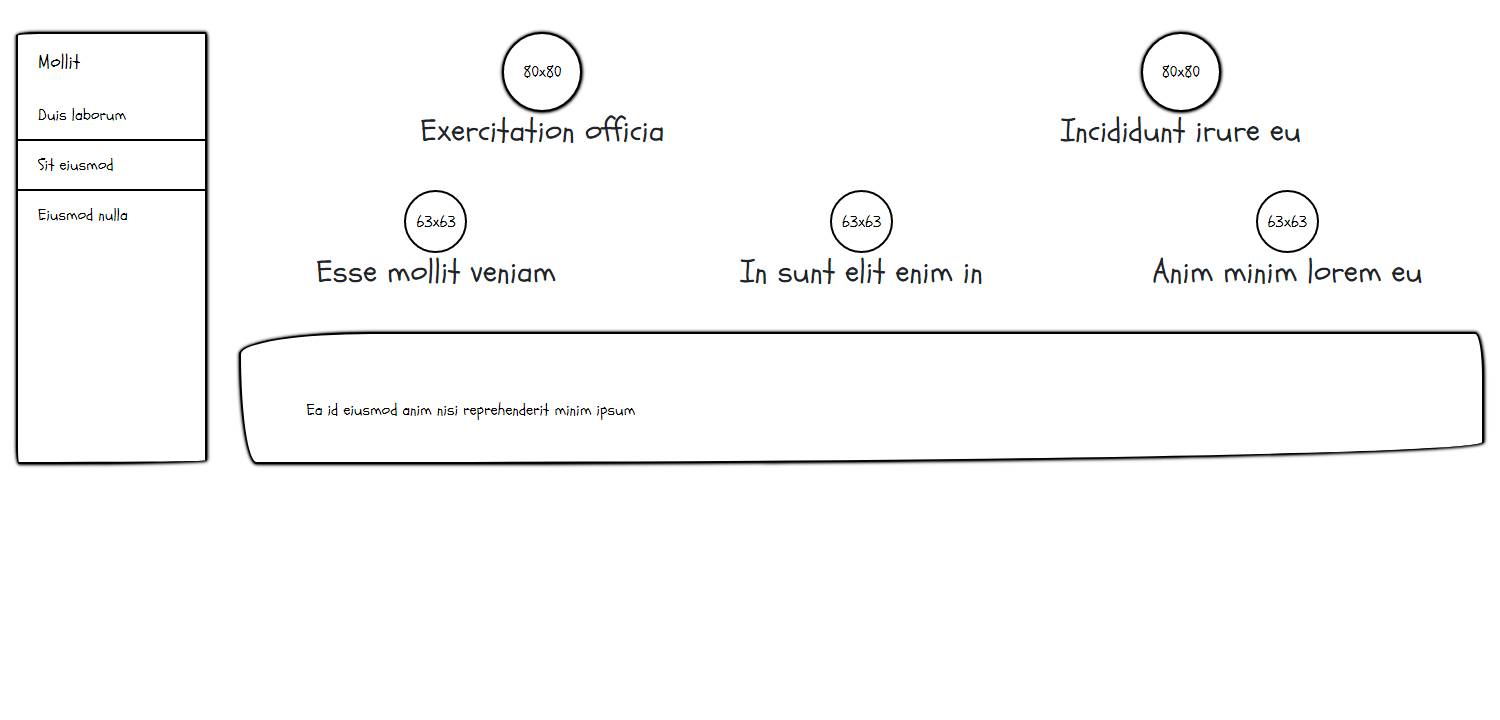 Mollit
Duis laborum
Sit eiusmod
Eiusmod nulla
80x80
Exercitation officia
80x80
Incididunt irure eu
63x63
Esse mollit veniam
63x63
In sunt elit enim in
63x63
Anim minim lorem eu
Ea id eiusmod anim nisi reprehenderit minim ipsum